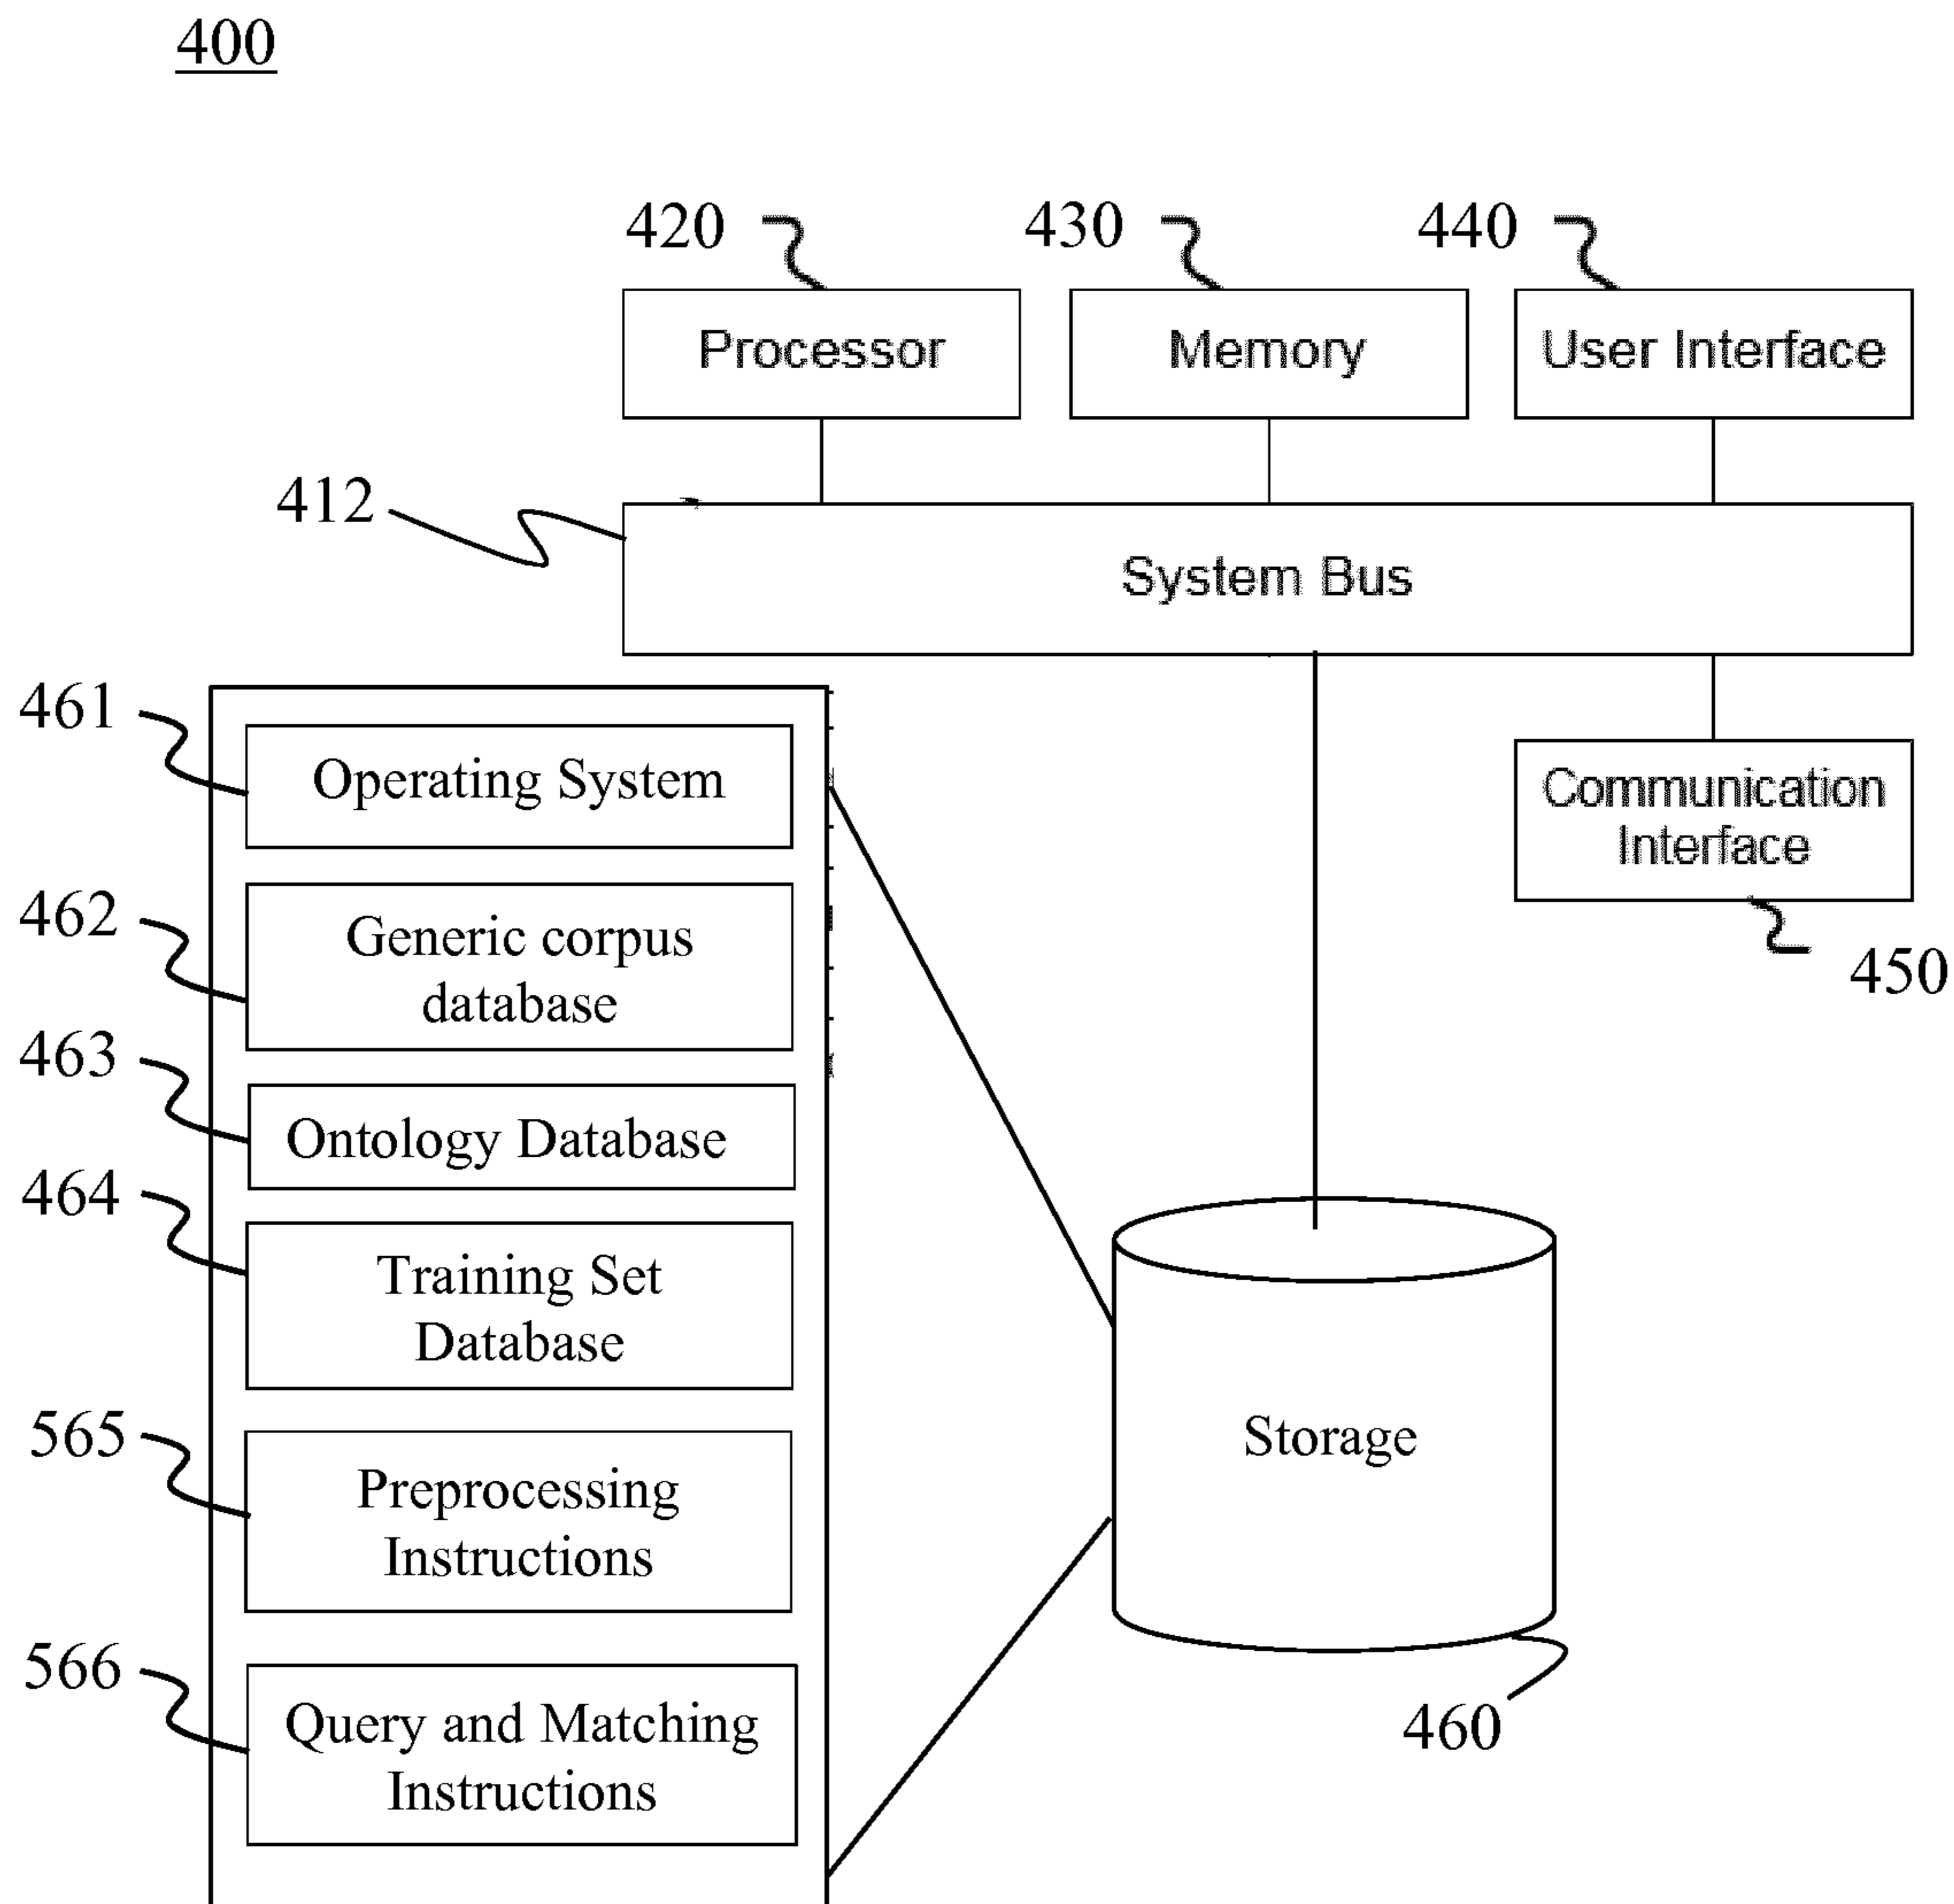 400
420
430
440
Processor
Memory
User Interface
412
System Bus
461
Operating System
Communication
Interface
450
462
Generic corpus
database
463
Ontology Database
464
Training Set
Database
565
Preprocessing
Instructions
Storage
566
Query and Matching
Instructions
460